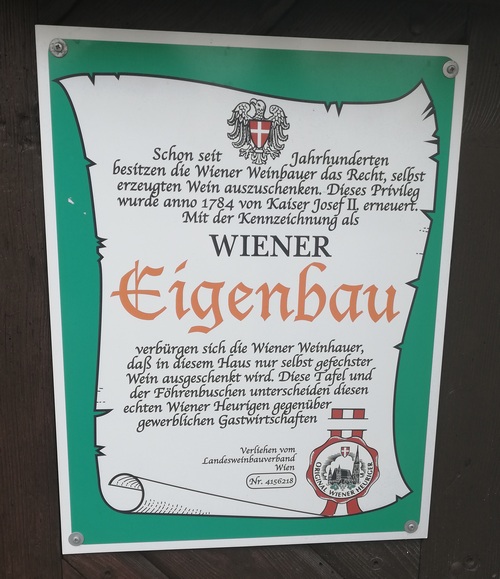 Schon seit Jahrhunderten
besitzen die Wiener Weinbauer das Recht, selbst
erzeugten Wein auszuschenken. Dieses Privileg
wurde anno 1784 von Kaiser Josef II. erneuert.
Mit der Kennzeichnung als
WIENER
Eigenbau
verbürgen sich die Wiener Weinhauer,
daß in diesem Haus nur selbst gefechster
Wein ausgeschenkt wird. Diese Tafel und
der Föhrenbuschen unterscheiden diesen
echten Wiener Heurigen gegenüber
gewerblichen Gastwirtschaften
Verliehen vom
Landesweinbauverband
Wien
Nr. 4156218
ORIGINAL WIENER HEURIGER